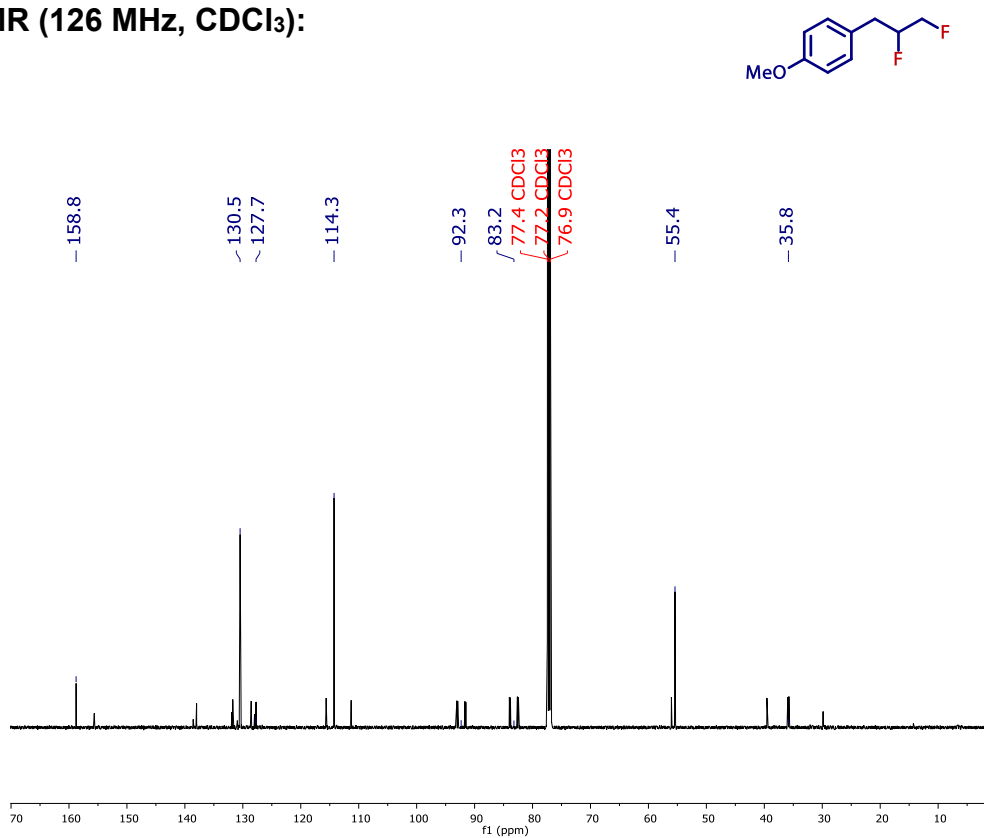 IR (126 MHz, CDCl₃):
F
F
MeO
158.8
130.5
127.7
114.3
92.3
83.2
77.4 CDCl3
77.2 CDCl3
76.9 CDCl3
55.4
35.8
70 160 150 140 130 120 110 100 90 80 70 60 50 40 30 20 10
f1 (ppm)